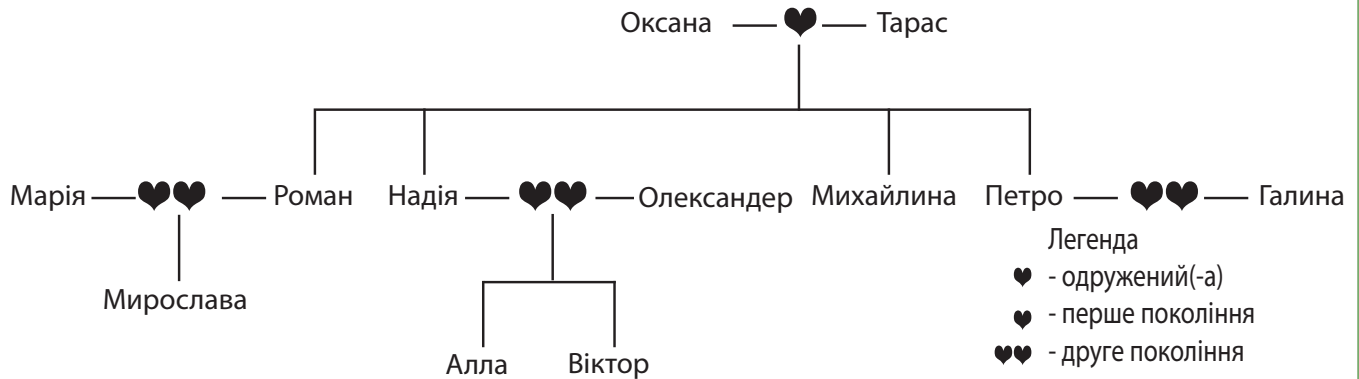 Оксана Тарас
Марія Роман Надія Олександер Михайлина Петро Галина
Мирослава
Алла Віктор
Легенда
- одружений(-а)
- перше покоління
- друге покоління